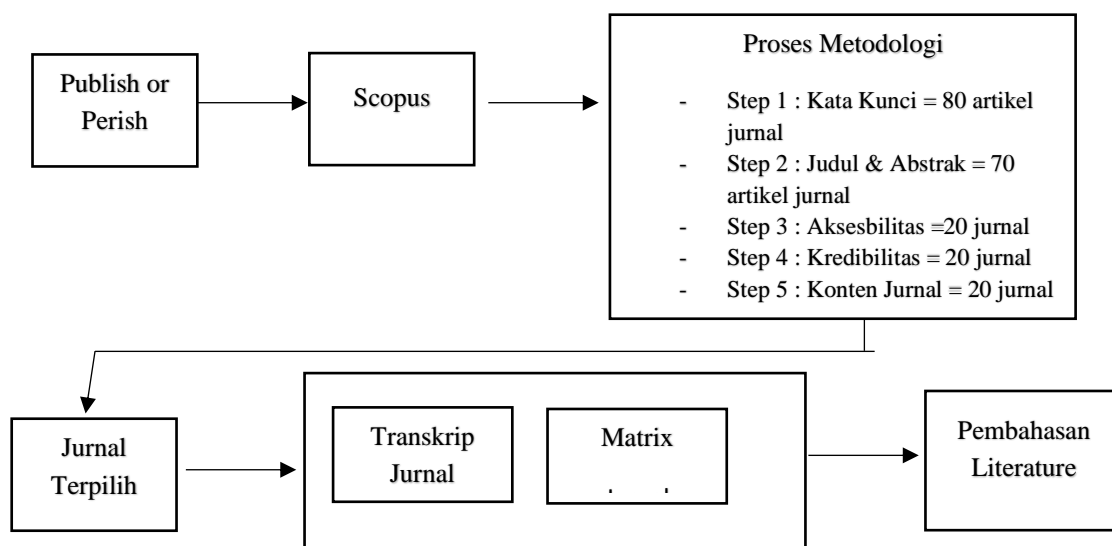 Publish or
Perish
Scopus
Proses Metodologi
- Step 1 : Kata Kunci = 80 artikel
jurnal
- Step 2 : Judul & Abstrak = 70
artikel jurnal
- Step 3 : Aksesbilitas =20 jurnal
- Step 4 : Kredibilitas = 20 jurnal
- Step 5 : Konten Jurnal = 20 jurnal
Jurnal
Terpilih
Transkrip
Jurnal
Matrix
Pembahasan
Literature